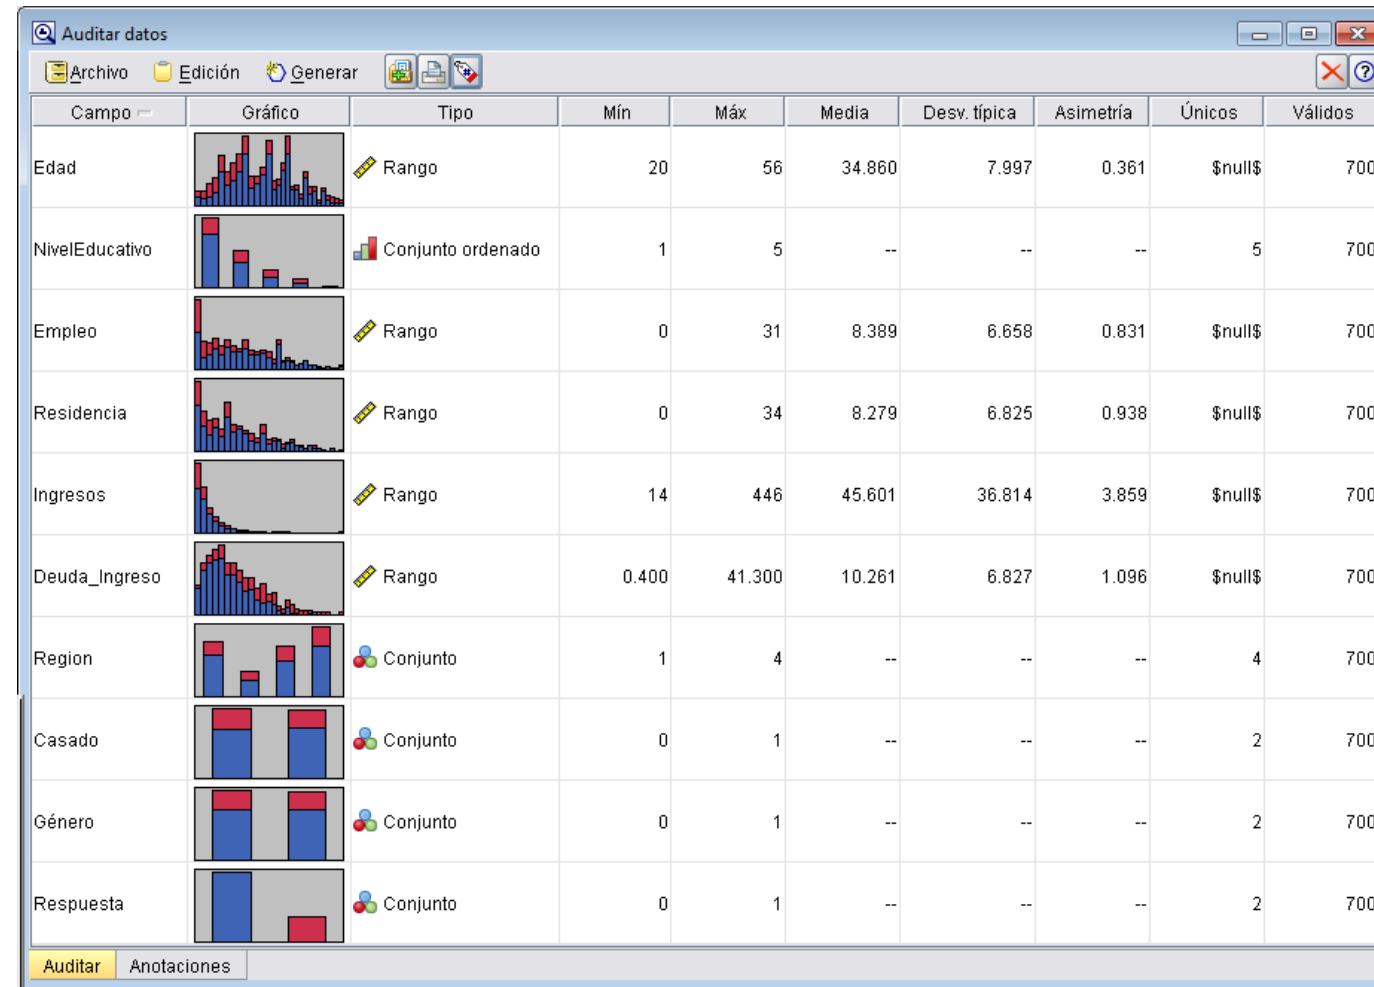 Auditar datos
Archivo Edición Generar
Campo Gráfico Tipo Mín Máx Media Desv. típica Asimetría Únicos Válidos
Edad Rango 20 56 34.860 7.997 0.361 $null$ 700
NivelEducativo Conjunto ordenado 1 5 -- -- -- 5 700
Empleo Rango 0 31 8.389 6.658 0.831 $null$ 700
Residencia Rango 0 34 8.279 6.825 0.938 $null$ 700
Ingresos Rango 14 446 45.601 36.814 3.859 $null$ 700
Deuda_Ingreso Rango 0.400 41.300 10.261 6.827 1.096 $null$ 700
Region Conjunto 1 4 -- -- -- 4 700
Casado Conjunto 0 1 -- -- -- 2 700
Género Conjunto 0 1 -- -- -- 2 700
Respuesta Conjunto 0 1 -- -- -- 2 700
Auditar Anotaciones